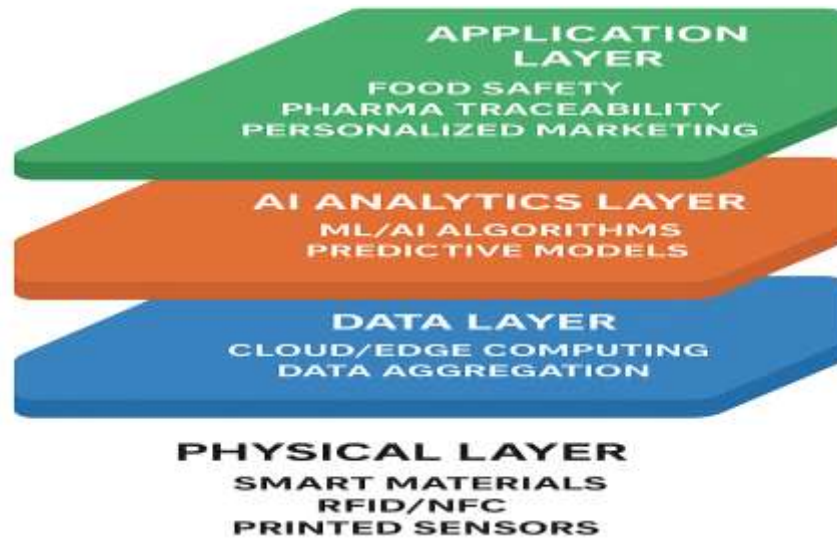 APPLICATION
LAYER
FOOD SAFETY
PHARMA TRACEABILITY
PERSONALIZED MARKETING
AI ANALYTICS LAYER
ML/AI ALGORITHMS
PREDICTIVE MODELS
DATA LAYER
CLOUD/EDGE COMPUTING
DATA AGGREGATION
PHYSICAL LAYER
SMART MATERIALS
RFID/NFC
PRINTED SENSORS